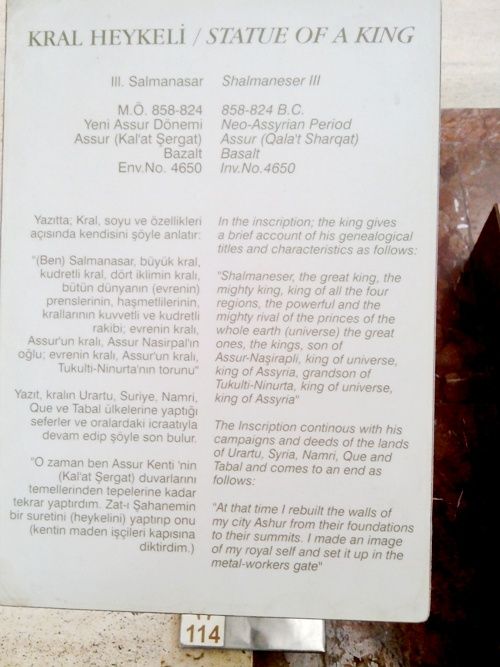 KRAL HEYKELİ / STATUE OF A KING
III. Salmanasar
M.Ö. 858-824
Yeni Assur Dönemi
Assur (Kal'at Şergat)
Bazalt
Env.No. 4650
Shalmaneser III
858-824 B.C.
Neo-Assyrian Period
Assur (Qala't Sharqat)
Basalt
Inv.No. 4650
Yazıtta; Kral, soyu ve özellikleri
açısında kendisini şöyle anlatır:
"(Ben) Salmanasar, büyük kral,
kudretli kral, dört iklimin kralı,
bütün dünyanın (evrenin)
prenslerinin, haşmetlilerinin,
krallarının kuvvetli ve kudretli
rakibi; evrenin kralı,
Assur'un kralı, Assur Nasirpal'ın
oğlu; evrenin kralı, Assur'un kralı,
Tukulti-Ninurta'nın torunu"
Yazıt, kralın Urartu, Suriye, Namri,
Que ve Tabal ülkelerine yaptığı
seferler ve oralardaki icraatıyla
devam edip şöyle son bulur.
"O zaman ben Assur Kenti 'nin
(Kal'at Şergat) duvarlarını
temellerinden tepelerine kadar
tekrar yaptırdım. Zat-ı Şahanemin
bir suretini (heykelini) yaptırıp onu
(kentin maden işçileri kapısına
diktirdim.)
In the inscription; the king gives
a brief account of his genealogical
titles and characteristics as follows:
"Shalmaneser, the great king, the
mighty king, king of all the four
regions, the powerful and the
mighty rival of the princes of the
whole earth (universe) the great
ones, the kings, son of
Assur-Naşirapli, king of universe,
king of Assyria, grandson of
Tukulti-Ninurta, king of universe,
king of Assyria"
The Inscription continous with his
campaigns and deeds of the lands
of Urartu, Syria, Namri, Que and
Tabal and comes to an end as
follows:
"At that time I rebuilt the walls of
my city Ashur from their foundations
to their summits. I made an image
of my royal self and set it up in the
metal-workers gate"
114